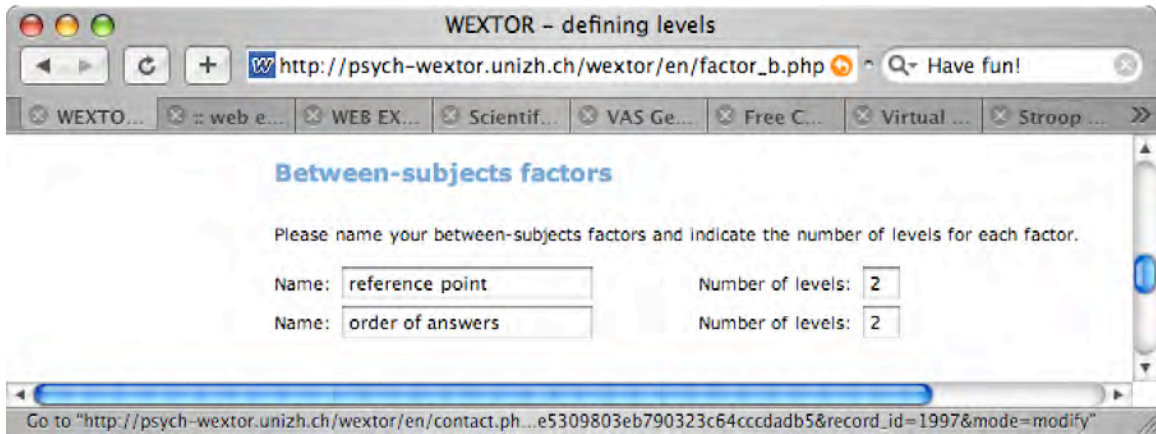 WEXTOR – defining levels
http://psych-wextor.unizh.ch/wextor/en/factor_b.php Have fun!
WEXTO... :: web e... WEB EX... Scientif... VAS Ge... Free C... Virtual ... Stroop ...
Between-subjects factors
Please name your between-subjects factors and indicate the number of levels for each factor.
Name: reference point Number of levels: 2
Name: order of answers Number of levels: 2
Go to "http://psych-wextor.unizh.ch/wextor/en/contact.ph...e5309803eb790323c64cccdadb5&record_id=1997&mode=modify"